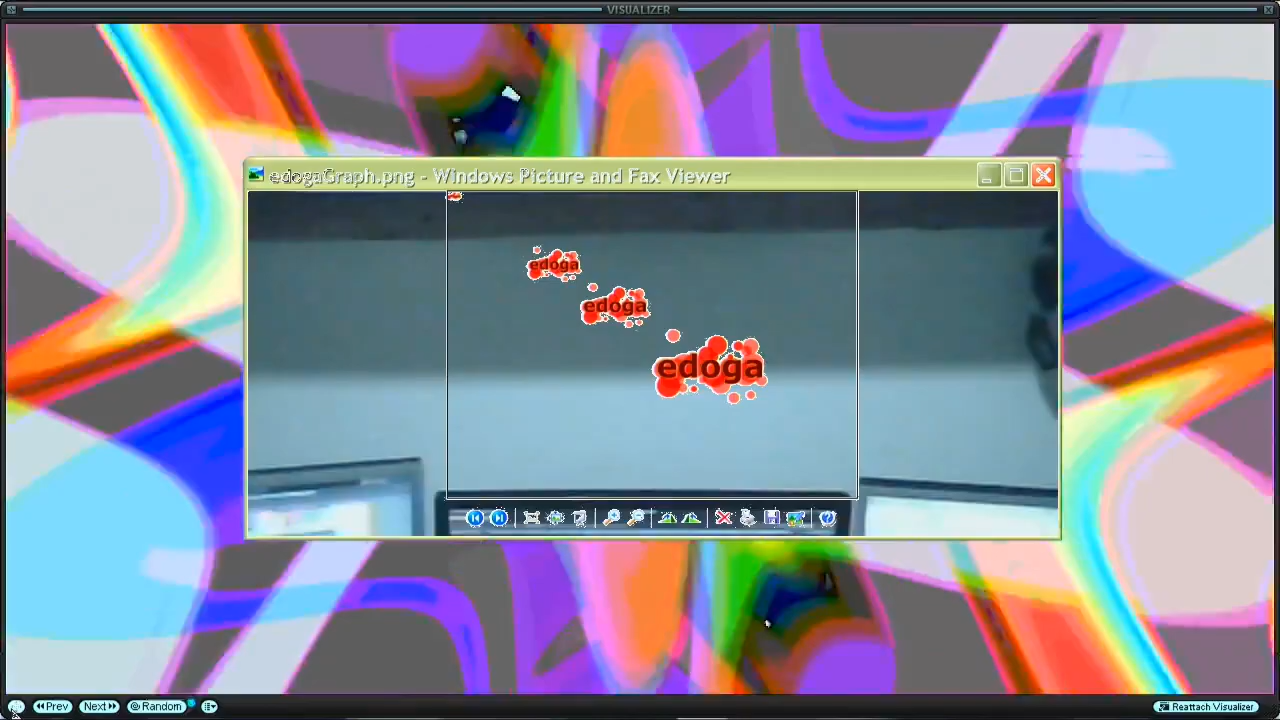 VISUALIZER
edogaGraph.png - Windows Picture and Fax Viewer
edoga
edoga
edoga
Prev
Next
Random
Reattach Visualizer